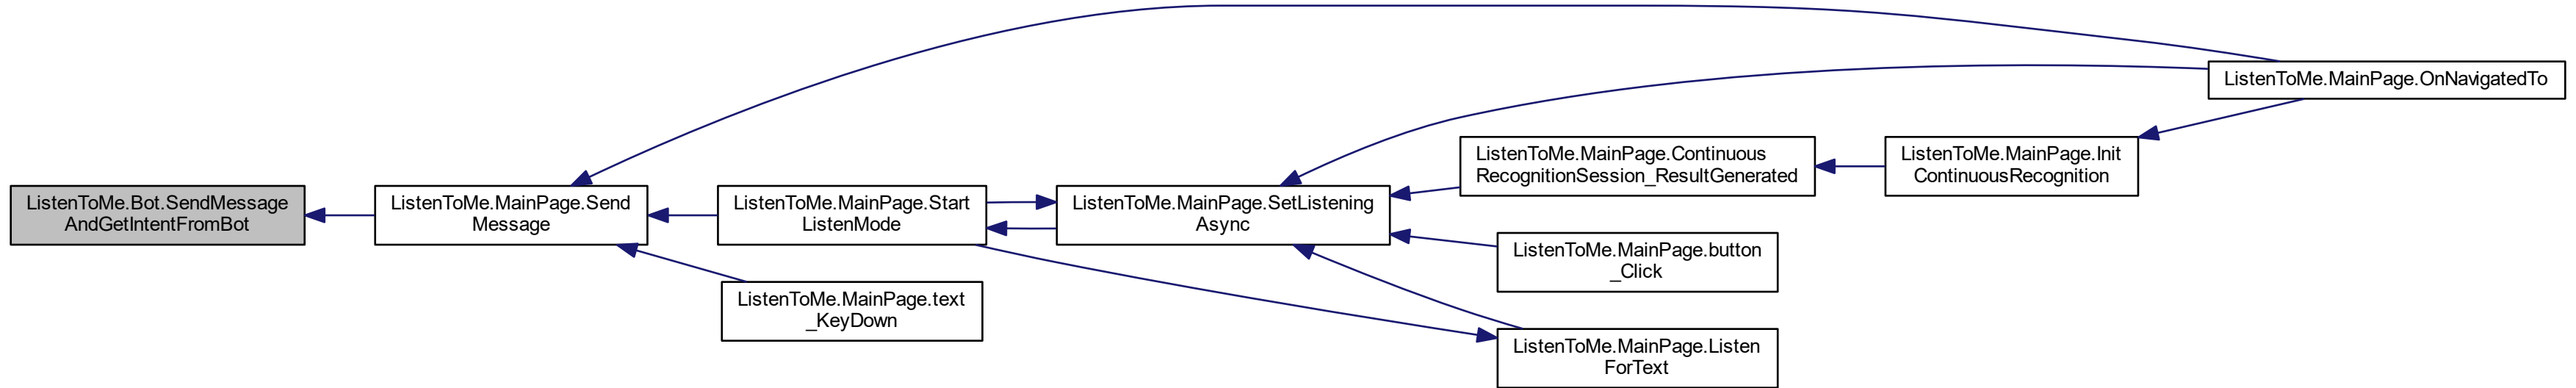 ListenToMe.Bot.SendMessage
AndGetIntentFromBot
ListenToMe.MainPage.Send
Message
ListenToMe.MainPage.Start
ListenMode
ListenToMe.MainPage.text
_KeyDown
ListenToMe.MainPage.SetListening
Async
ListenToMe.MainPage.Continuous
RecognitionSession_ResultGenerated
ListenToMe.MainPage.button
_Click
ListenToMe.MainPage.Listen
ForText
ListenToMe.MainPage.Init
ContinuousRecognition
ListenToMe.MainPage.OnNavigatedTo